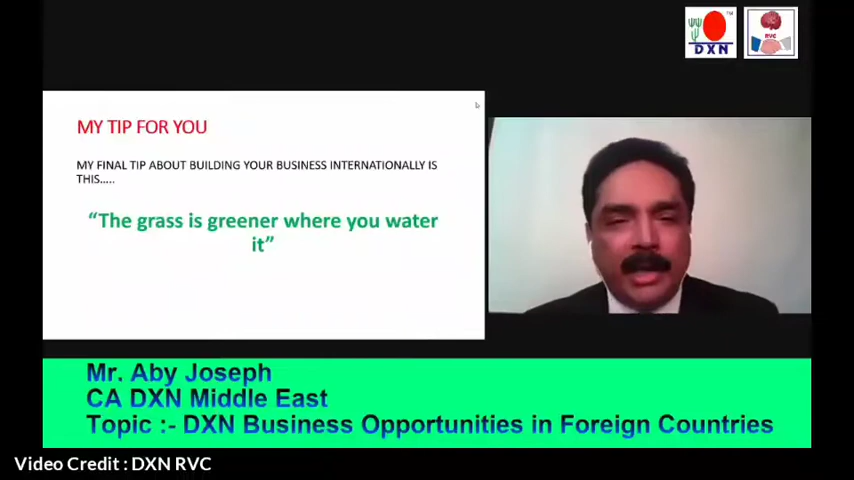 DXN
TM
RVC
MY TIP FOR YOU
MY FINAL TIP ABOUT BUILDING YOUR BUSINESS INTERNATIONALLY IS
THIS.....
“The grass is greener where you water
it”
Mr. Aby Joseph
CA DXN Middle East
Topic :- DXN Business Opportunities in Foreign Countries
Video Credit : DXN RVC